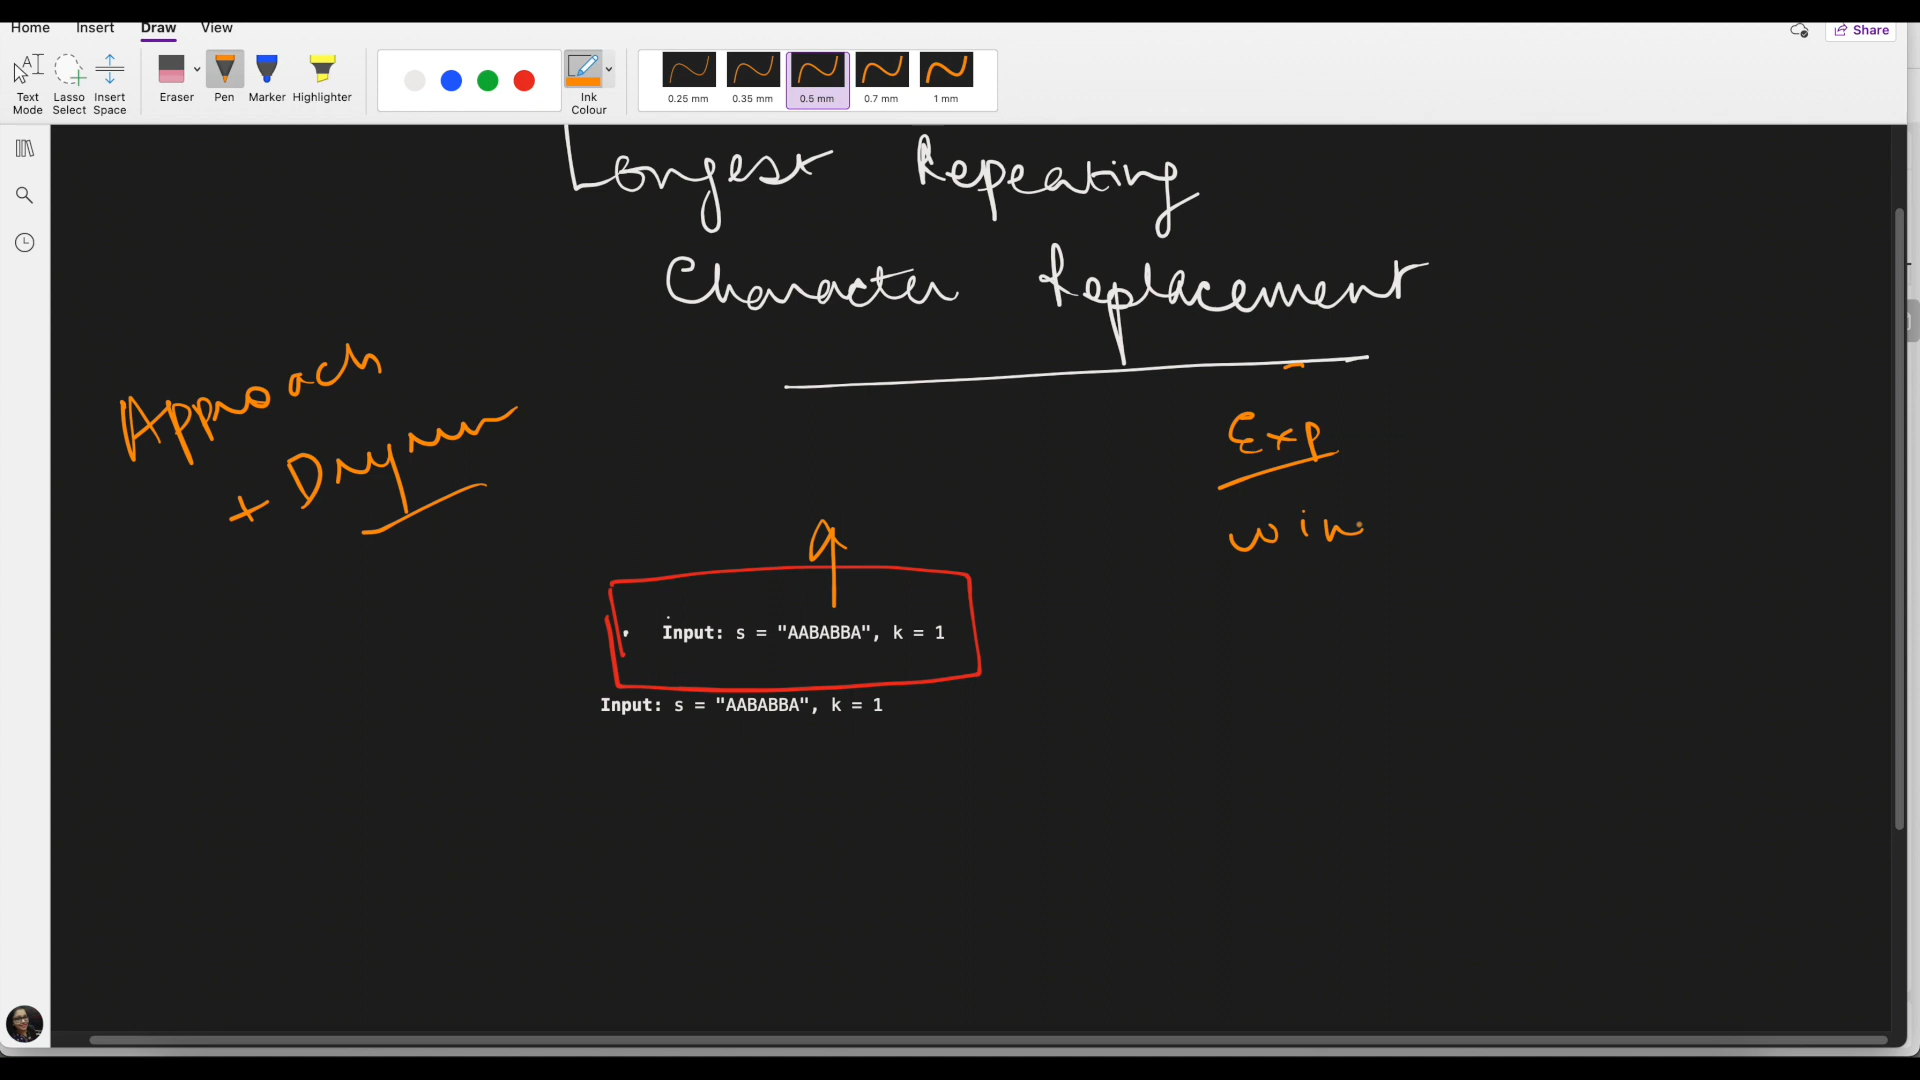 Home Insert Draw View
Share
Text Mode
Lasso Select
Insert Space
Eraser
Pen
Marker
Highlighter
Ink Colour
0.25 mm
0.35 mm
0.5 mm
0.7 mm
1 mm
Longest Repeating
Character Replacement
Approach
+ Dryrun
Exp
win
Input: s = "AABABBA", k = 1
Input: s = "AABABBA", k = 1